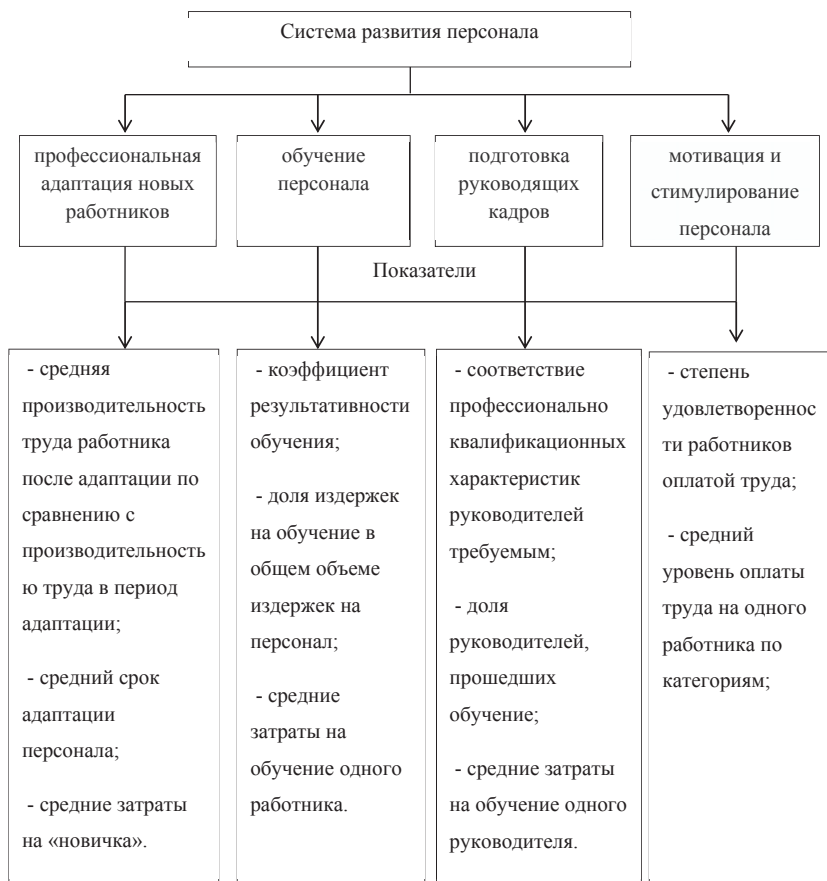 Система развития персонала
профессиональная
адаптация новых
работников
обучение
персонала
подготовка
руководящих
кадров
мотивация и
стимулирование
персонала
Показатели
- средняя
производительность
труда работника
после адаптации по
сравнению с
производительность
ю труда в период
адаптации;
- средний срок
адаптации
персонала;
- средние затраты
на «новичка».
- коэффициент
результативности
обучения;
- доля издержек
на обучение в
общем объеме
издержек на
персонал;
- средние
затраты на
обучение одного
работника.
- соответствие
профессионально
квалификационных
характеристик
руководителей
требуемым;
- доля
руководителей,
прошедших
обучение;
- средние затраты
на обучение одного
руководителя.
- степень
удовлетвореннос
ти работников
оплатой труда;
- средний
уровень оплаты
труда на одного
работника по
категориям;